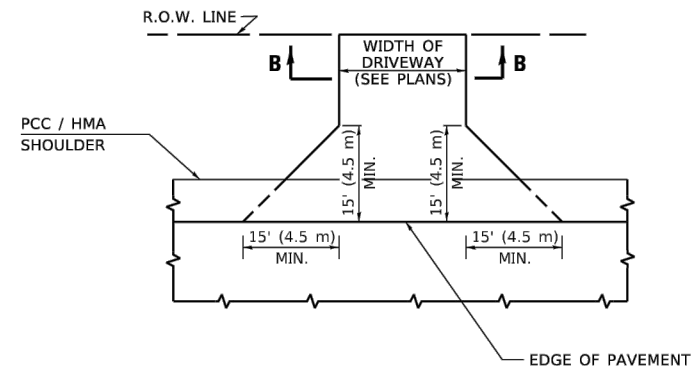 R.O.W. LINE
WIDTH OF
DRIVEWAY
(SEE PLANS)
B
B
PCC / HMA
SHOULDER
15' (4.5 m)
MIN.
15' (4.5 m)
MIN.
15' (4.5 m)
MIN.
15' (4.5 m)
MIN.
EDGE OF PAVEMENT